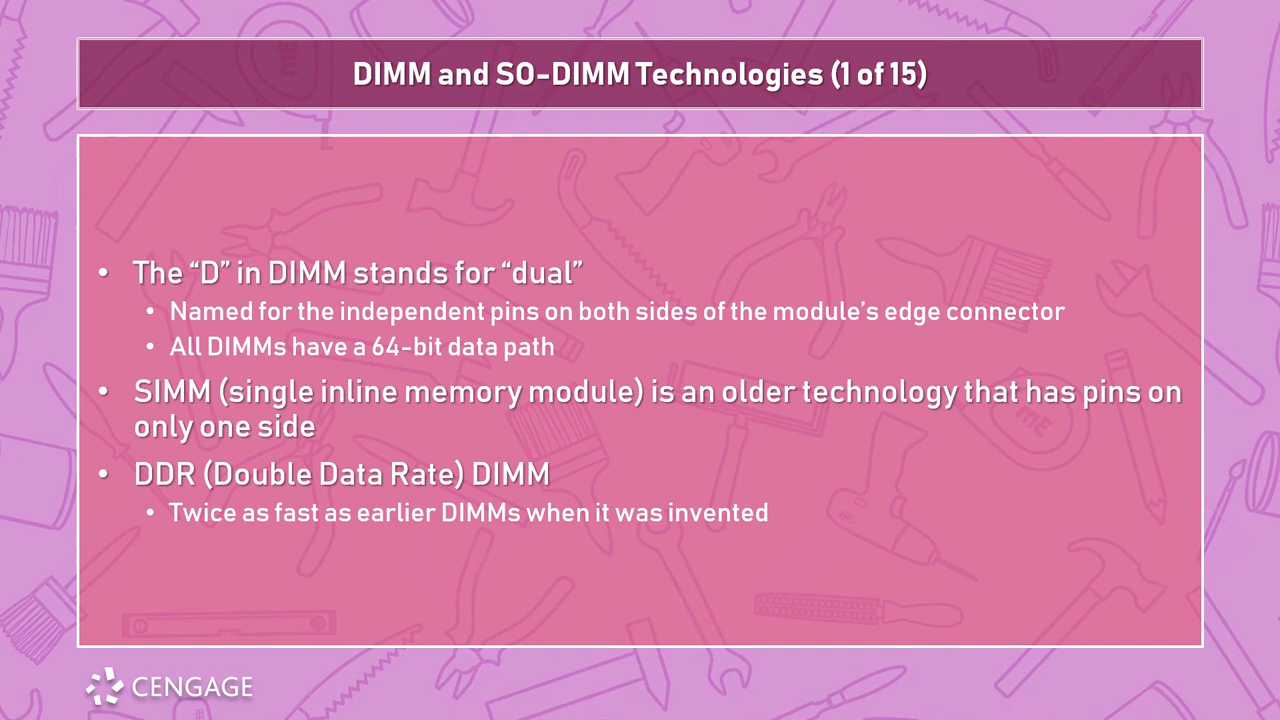 DIMM and SO-DIMM Technologies (1 of 15)
• The “D” in DIMM stands for “dual”
• Named for the independent pins on both sides of the module’s edge connector
• All DIMMs have a 64-bit data path
• SIMM (single inline memory module) is an older technology that has pins on
only one side
• DDR (Double Data Rate) DIMM
• Twice as fast as earlier DIMMs when it was invented
CENGAGE